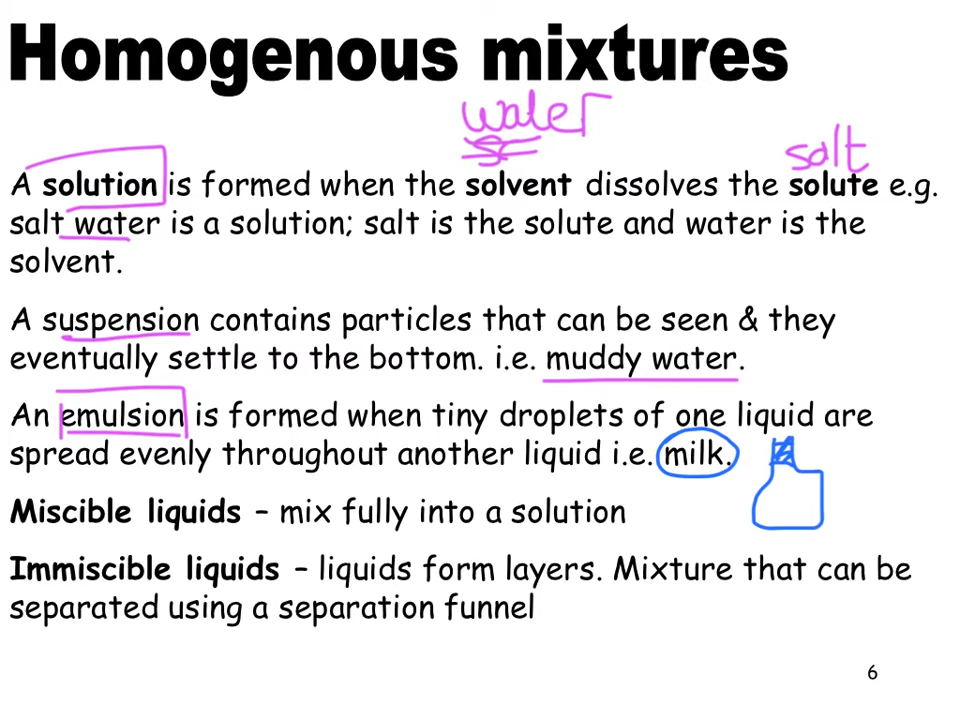 Homogenous mixtures
water
salt
A solution is formed when the solvent dissolves the solute e.g.
salt water is a solution; salt is the solute and water is the
solvent.
A suspension contains particles that can be seen & they
eventually settle to the bottom. i.e. muddy water.
An emulsion is formed when tiny droplets of one liquid are
spread evenly throughout another liquid i.e. milk.
Miscible liquids – mix fully into a solution
Immiscible liquids – liquids form layers. Mixture that can be
separated using a separation funnel
6